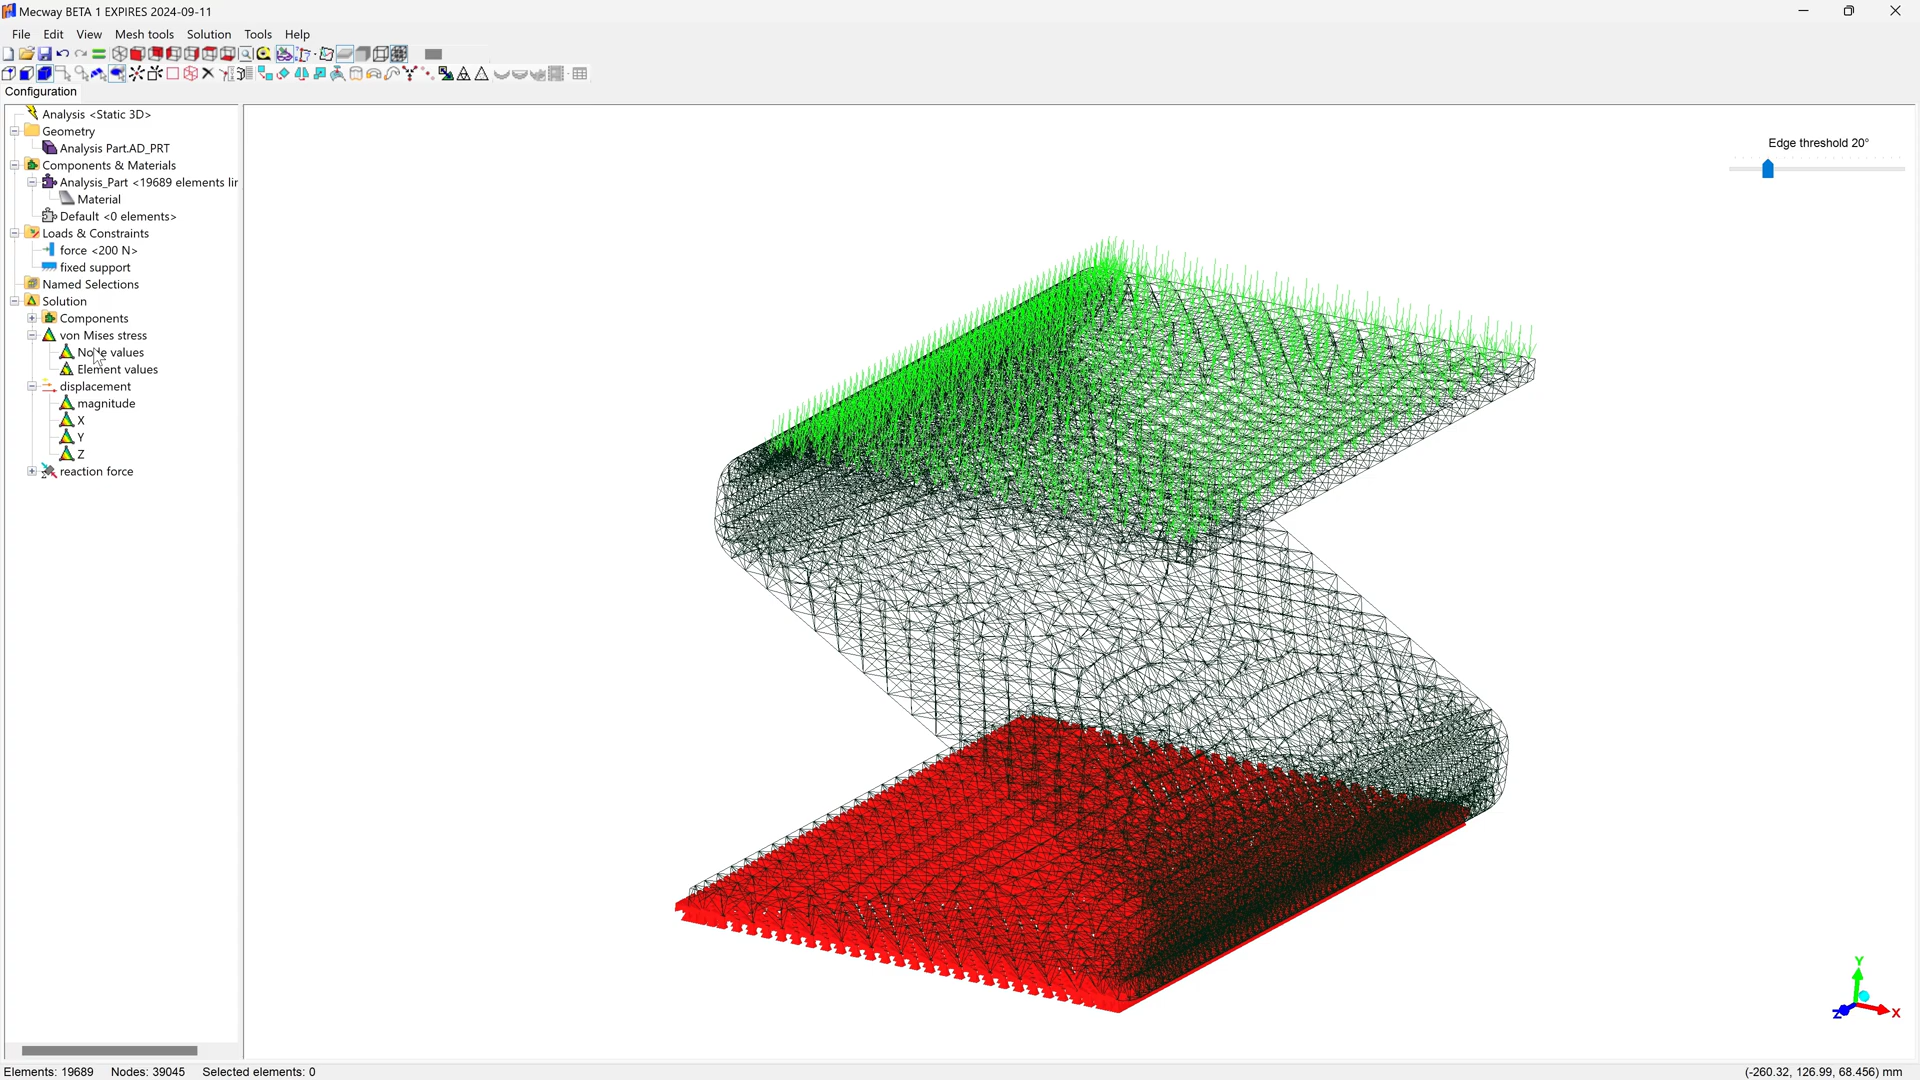 Mecway BETA 1 EXPIRES 2024-09-11
File Edit View Mesh tools Solution Tools Help
Configuration
Analysis <Static 3D>
Geometry
Analysis Part.AD_PRT
Components & Materials
Analysis_Part <19689 elements lir
Material
Default <0 elements>
Loads & Constraints
force <200 N>
fixed support
Named Selections
Solution
Components
von Mises stress
Node values
Element values
displacement
magnitude
X
Y
Z
reaction force
Edge threshold 20°
Y
Z
X
Elements: 19689 Nodes: 39045 Selected elements: 0
(-260.32, 126.99, 68.456) mm